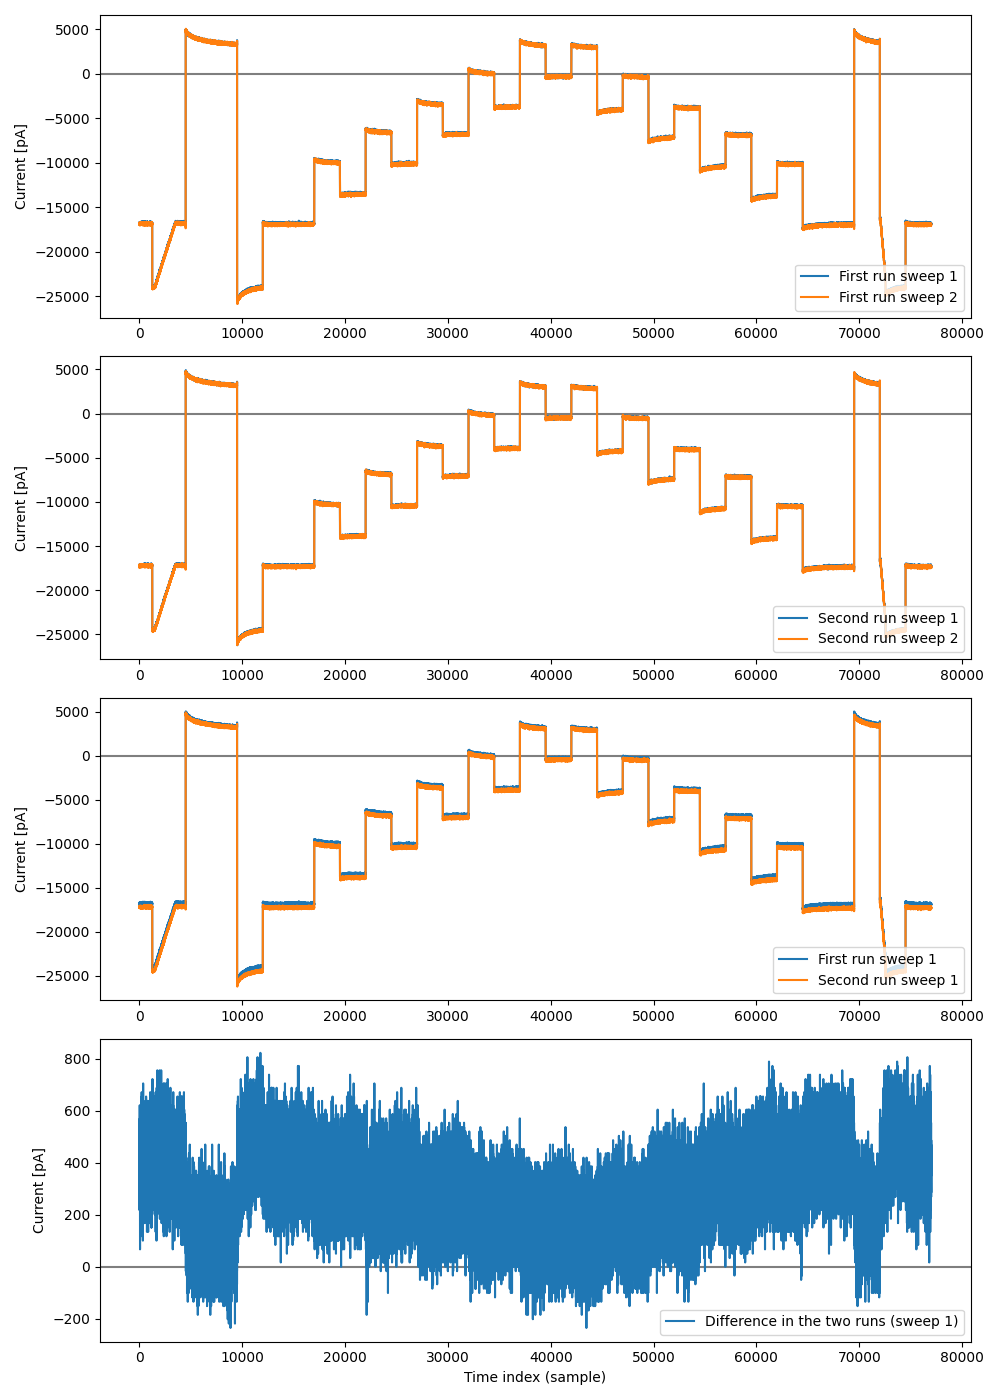 5000
0
−5000
−10000
−15000
−20000
−25000
Current [pA]
First run sweep 1
First run sweep 2
0 10000 20000 30000 40000 50000 60000 70000 80000
5000
0
−5000
−10000
−15000
−20000
−25000
Current [pA]
Second run sweep 1
Second run sweep 2
0 10000 20000 30000 40000 50000 60000 70000 80000
5000
0
−5000
−10000
−15000
−20000
−25000
Current [pA]
First run sweep 1
Second run sweep 1
0 10000 20000 30000 40000 50000 60000 70000 80000
800
600
400
200
0
−200
Current [pA]
Difference in the two runs (sweep 1)
0 10000 20000 30000 40000 50000 60000 70000 80000
Time index (sample)